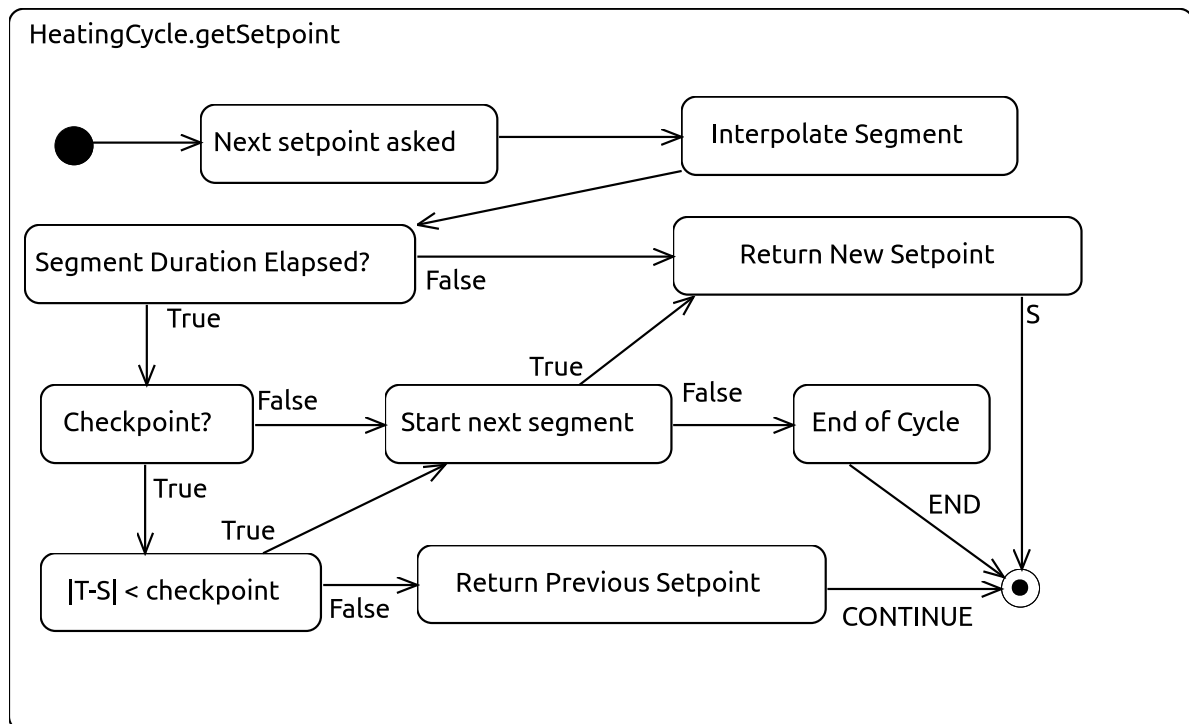 HeatingCycle.getSetpoint
Next setpoint asked
Interpolate Segment
Segment Duration Elapsed?
False
Return New Setpoint
True
S
True
Checkpoint?
False
Start next segment
False
End of Cycle
True
True
END
|T-S| < checkpoint
False
Return Previous Setpoint
CONTINUE